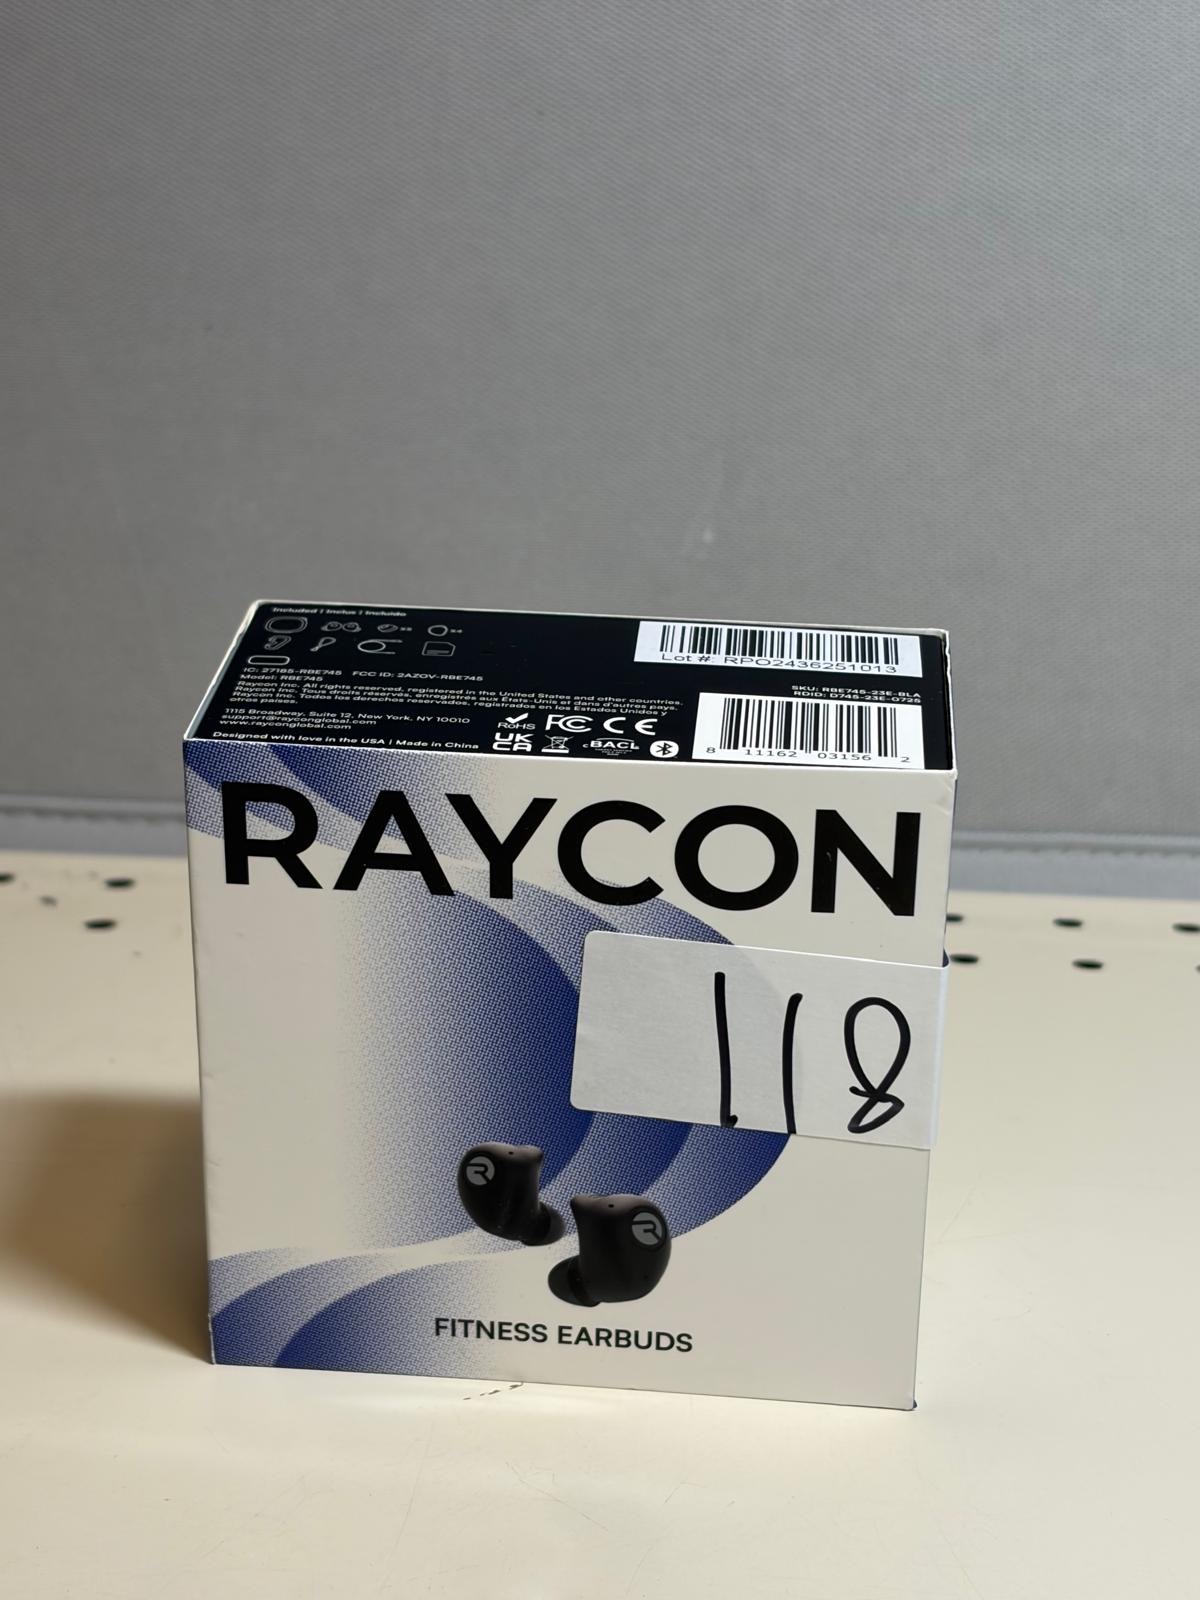 Included | Inclus | Incluido
x5
x4
IC: 27185-RBE745 FCC ID: 2AZOV-RBE745
Model: RBE745
Raycon Inc. All rights reserved, registered in the United States and other countries.
Raycon Inc. Tous droits réservés, enregistrés aux États-Unis et dans d'autres pays.
Raycon Inc. Todos los derechos reservados, registrados en los Estados Unidos y
otros países.
1115 Broadway, Suite 12, New York, NY 10010
support@rayconglobal.com
www.rayconglobal.com
Designed with love in the USA | Made in China
RoHS FC CE
UK
CA
cBACL
Lot #: RPO2436251013
SKU: RBE745-23E-BLA
RDID: D745-23E-0725
8 11162 03156 2
RAYCON
118
FITNESS EARBUDS